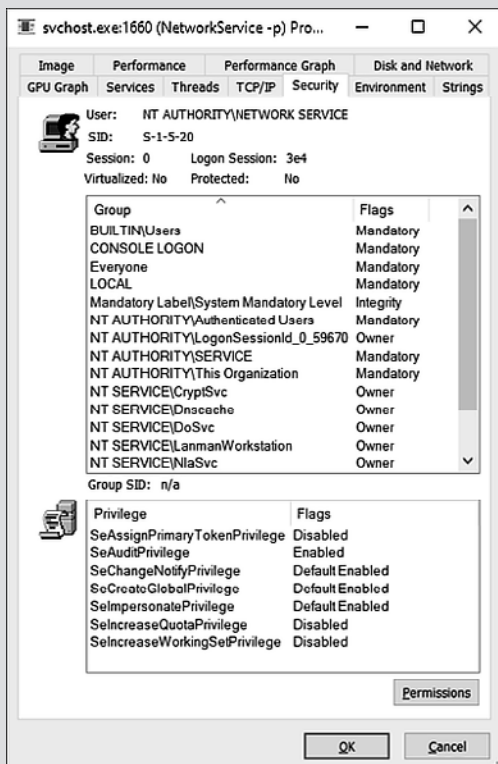 svchost.exe:1660 (NetworkService -p) Pro...
Image Performance Performance Graph Disk and Network
GPU Graph Services Threads TCP/IP Security Environment Strings
User: NT AUTHORITY\NETWORK SERVICE
SID: S-1-5-20
Session: 0 Logon Session: 3e4
Virtualized: No Protected: No
Group Flags
BUILTIN\Users Mandatory
CONSOLE LOGON Mandatory
Everyone Mandatory
LOCAL Mandatory
Mandatory Label\System Mandatory Level Integrity
NT AUTHORITY\Authenticated Users Mandatory
NT AUTHORITY\LogonSessionId_0_59670 Owner
NT AUTHORITY\SERVICE Mandatory
NT AUTHORITY\This Organization Mandatory
NT SERVICE\CryptSvc Owner
NT SERVICE\Dnscache Owner
NT SERVICE\DoSvc Owner
NT SERVICE\LanmanWorkstation Owner
NT SERVICE\NlaSvc Owner
Group SID: n/a
Privilege Flags
SeAssignPrimaryTokenPrivilege Disabled
SeAuditPrivilege Enabled
SeChangeNotifyPrivilege Default Enabled
SeCreateGlobalPrivilege Default Enabled
SeImpersonatePrivilege Default Enabled
SeIncreaseQuotaPrivilege Disabled
SeIncreaseWorkingSetPrivilege Disabled
Permissions
OK Cancel